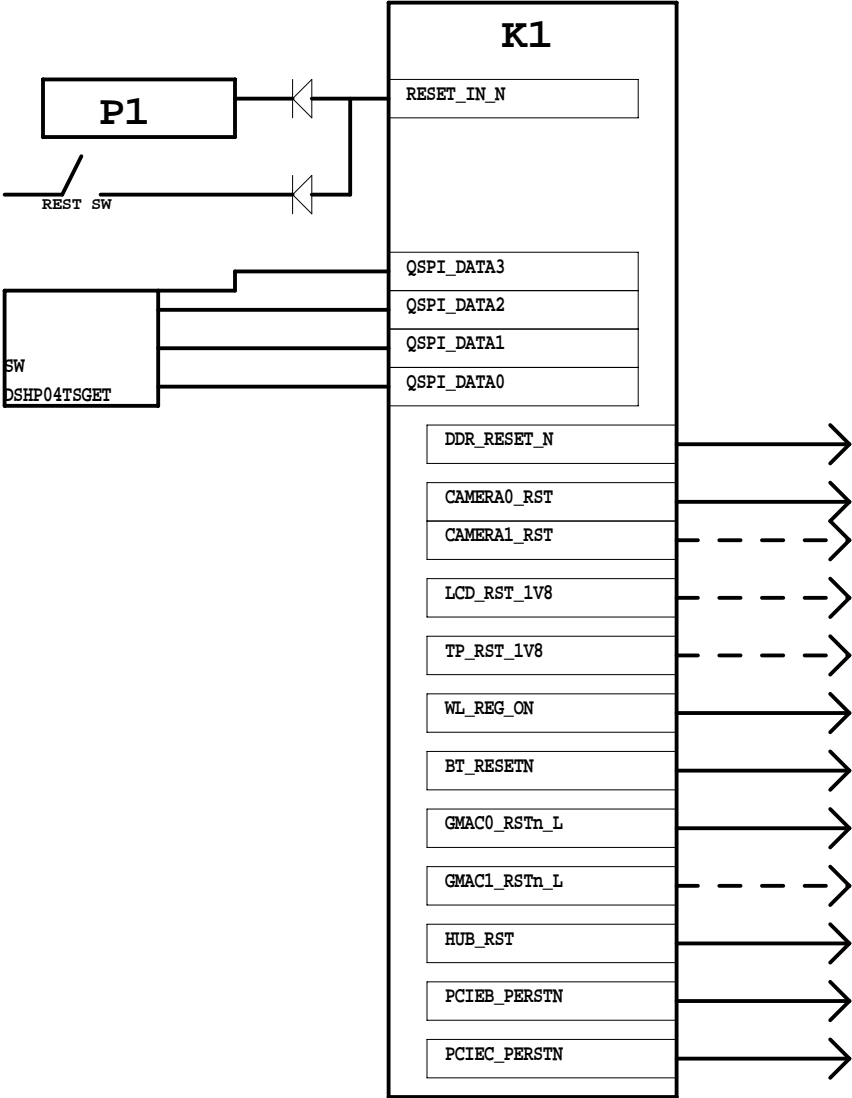 K1
P1
RESET_IN_N
REST SW
QSPI_DATA3
QSPI_DATA2
QSPI_DATA1
QSPI_DATA0
SW
DSHP04TSGET
DDR_RESET_N
CAMERA0_RST
CAMERA1_RST
LCD_RST_1V8
TP_RST_1V8
WL_REG_ON
BT_RESETN
GMAC0_RSTn_L
GMAC1_RSTn_L
HUB_RST
PCIEB_PERSTN
PCIEC_PERSTN